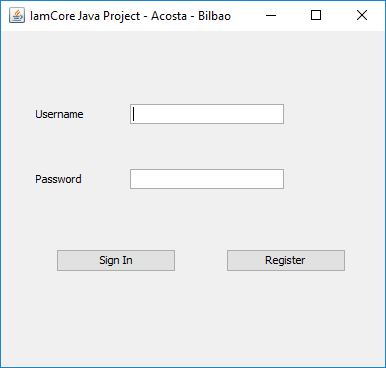 IamCore Java Project - Acosta - Bilbao
Username
Password
Sign In
Register